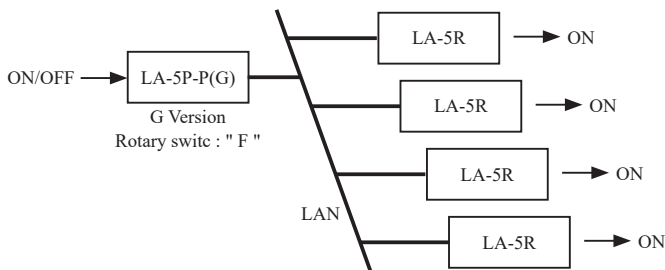 LA-5R
ON
ON/OFF
LA-5P-P(G)
G Version
Rotary switc : " F "
LA-5R
ON
LA-5R
ON
LAN
LA-5R
ON